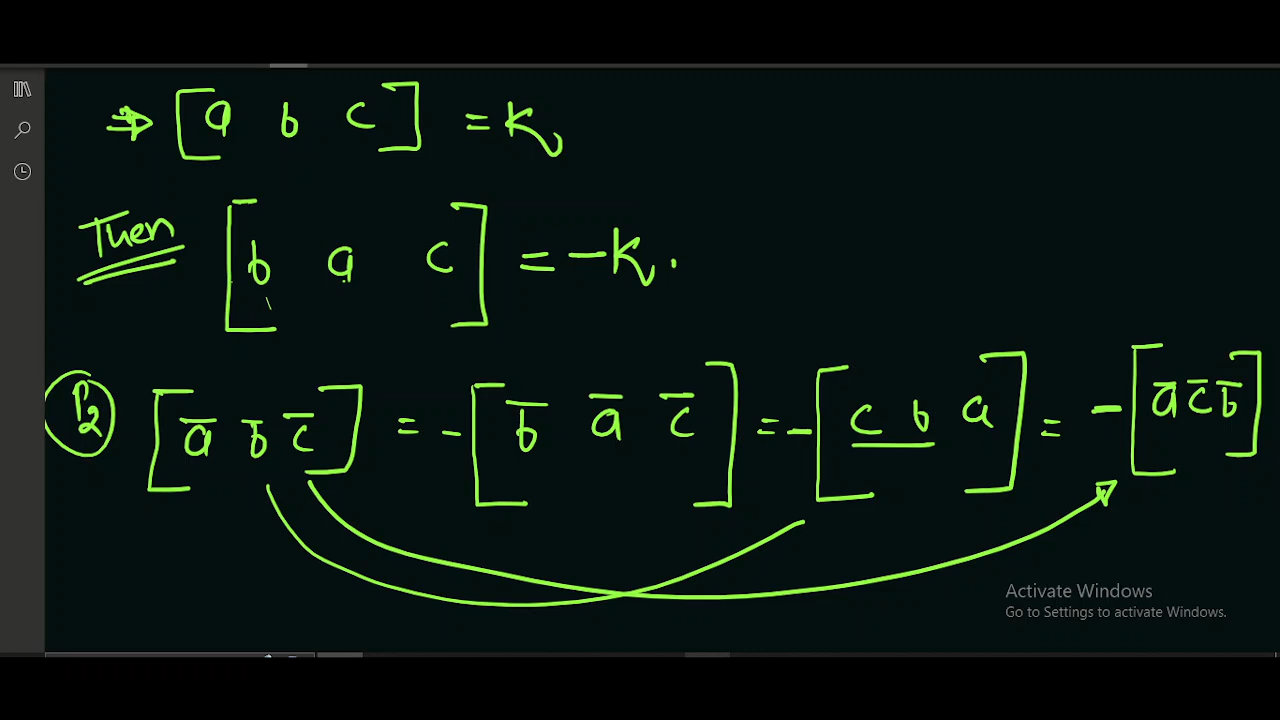 ⇒ [a b c] = K
Then [b a c] = -K.
P2 [a̅ b̅ c̅] = -[b̅ a̅ c̅] = -[c b a] = -[a̅ c̅ b̅]
Activate Windows
Go to Settings to activate Windows.